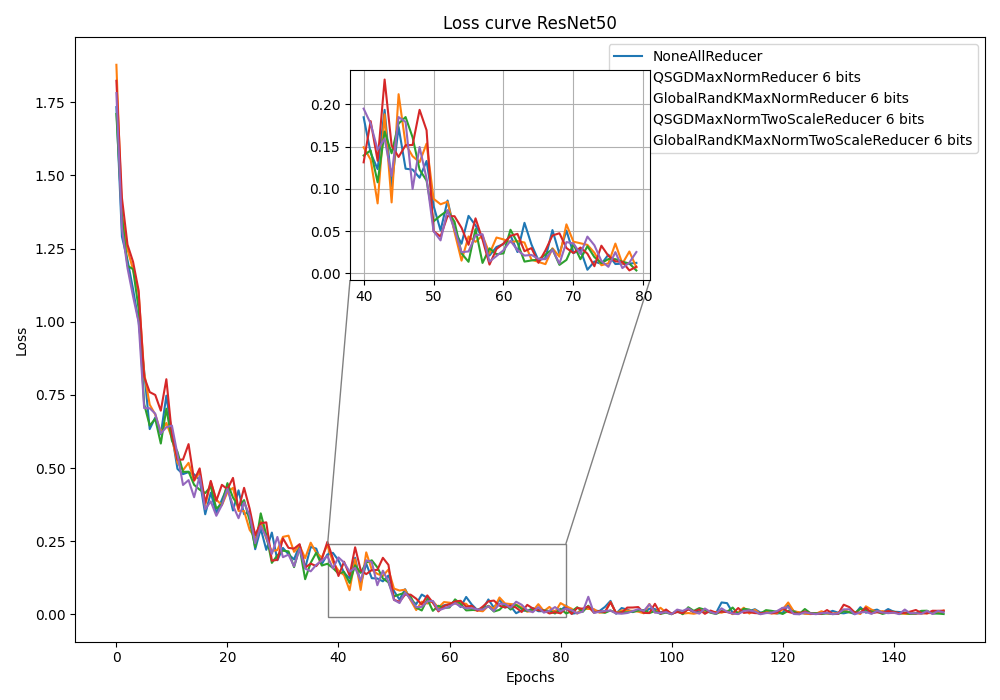 Loss curve ResNet50
NoneAllReducer
QSGDMaxNormReducer 6 bits
GlobalRandKMaxNormReducer 6 bits
QSGDMaxNormTwoScaleReducer 6 bits
GlobalRandKMaxNormTwoScaleReducer 6 bits
0.20
0.15
0.10
0.05
0.00
40 50 60 70 80
1.75
1.50
1.25
1.00
0.75
0.50
0.25
0.00
Loss
0 20 40 60 80 100 120 140
Epochs